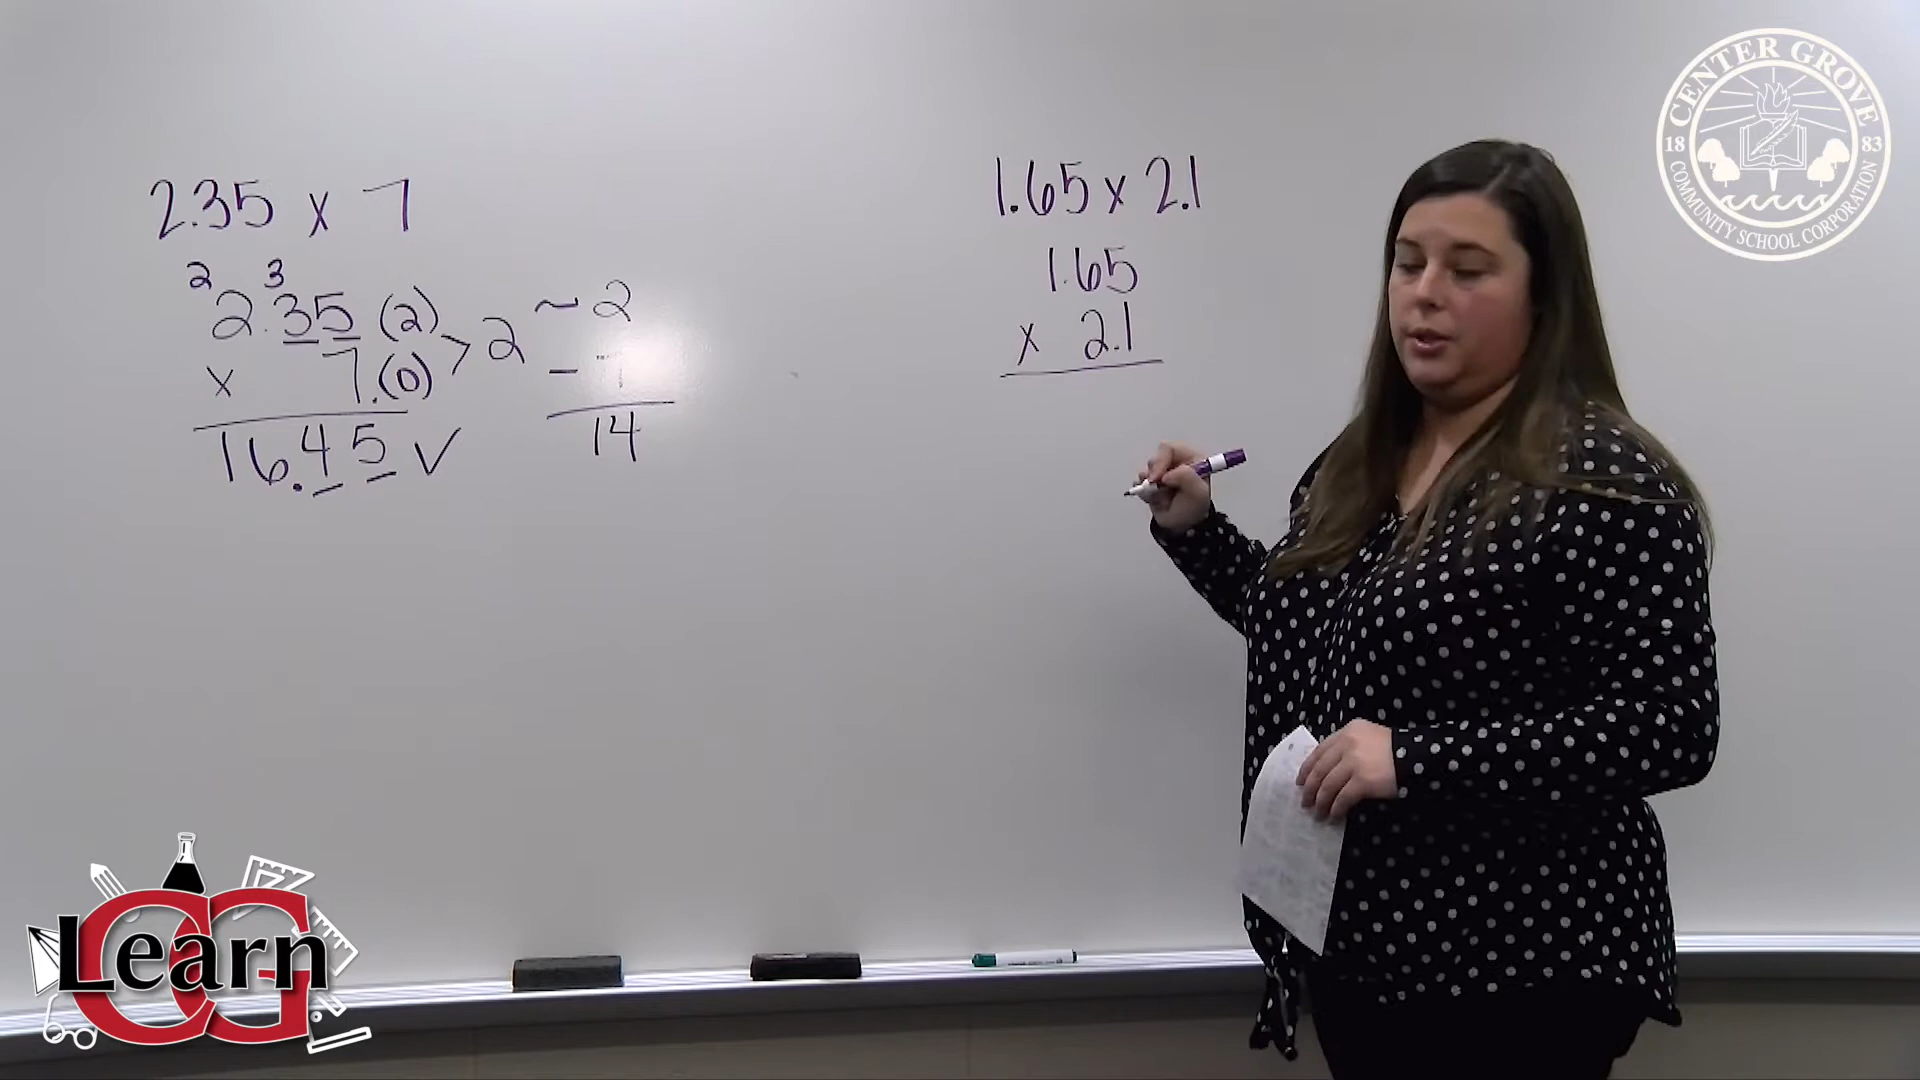 2.35 x 7
2 3
2.35 (2)
x 7. (0) > 2
16.45 ✓
~ 2
14
1.65 x 2.1
1.65
x 2.1
CENTER GROVE
18 83
COMMUNITY SCHOOL CORPORATION
CG
Learn